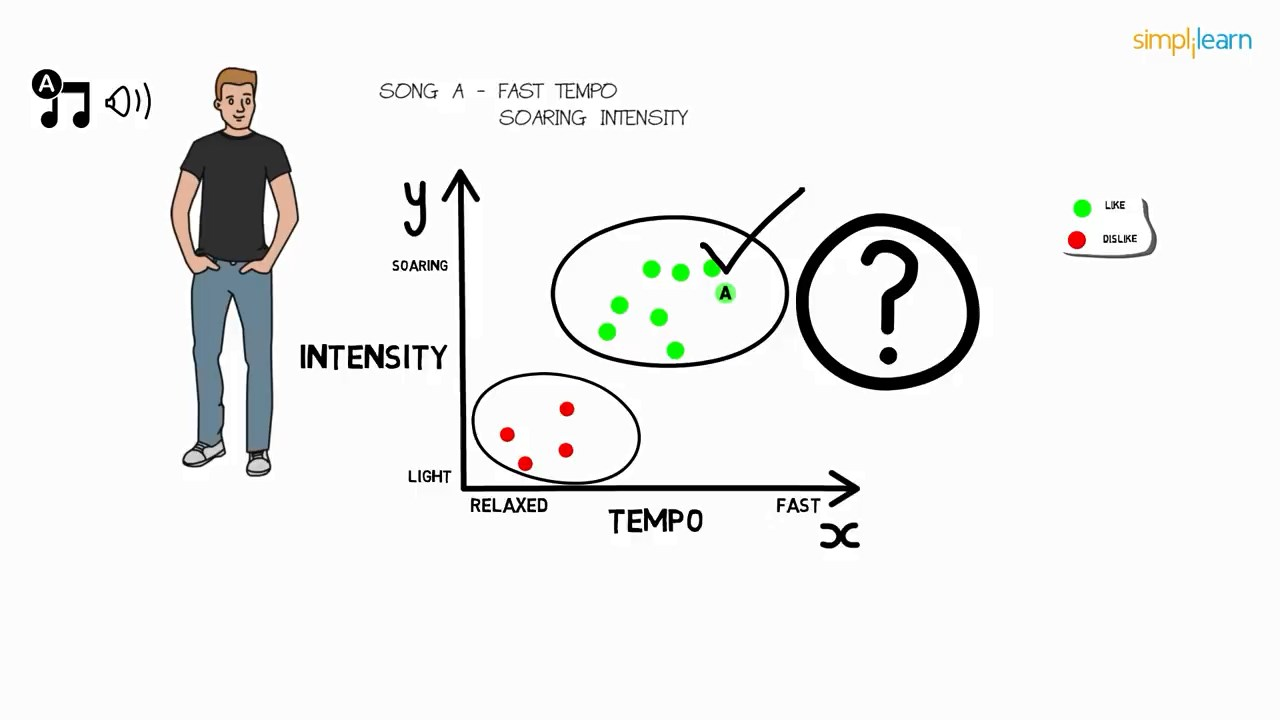 simplilearn
A
SONG A - FAST TEMPO
SOARING INTENSITY
y
LIKE
DISLIKE
SOARING
?
A
INTENSITY
LIGHT
RELAXED
FAST
TEMPO
x